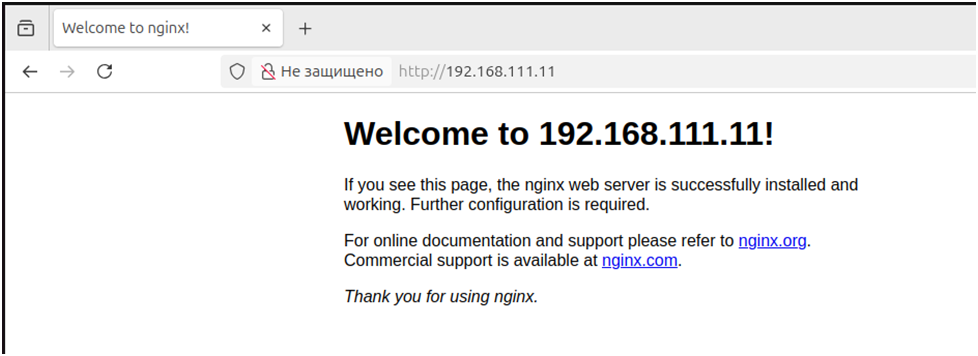 Welcome to nginx!
Не защищено http://192.168.111.11
Welcome to 192.168.111.11!
If you see this page, the nginx web server is successfully installed and
working. Further configuration is required.
For online documentation and support please refer to nginx.org.
Commercial support is available at nginx.com.
Thank you for using nginx.